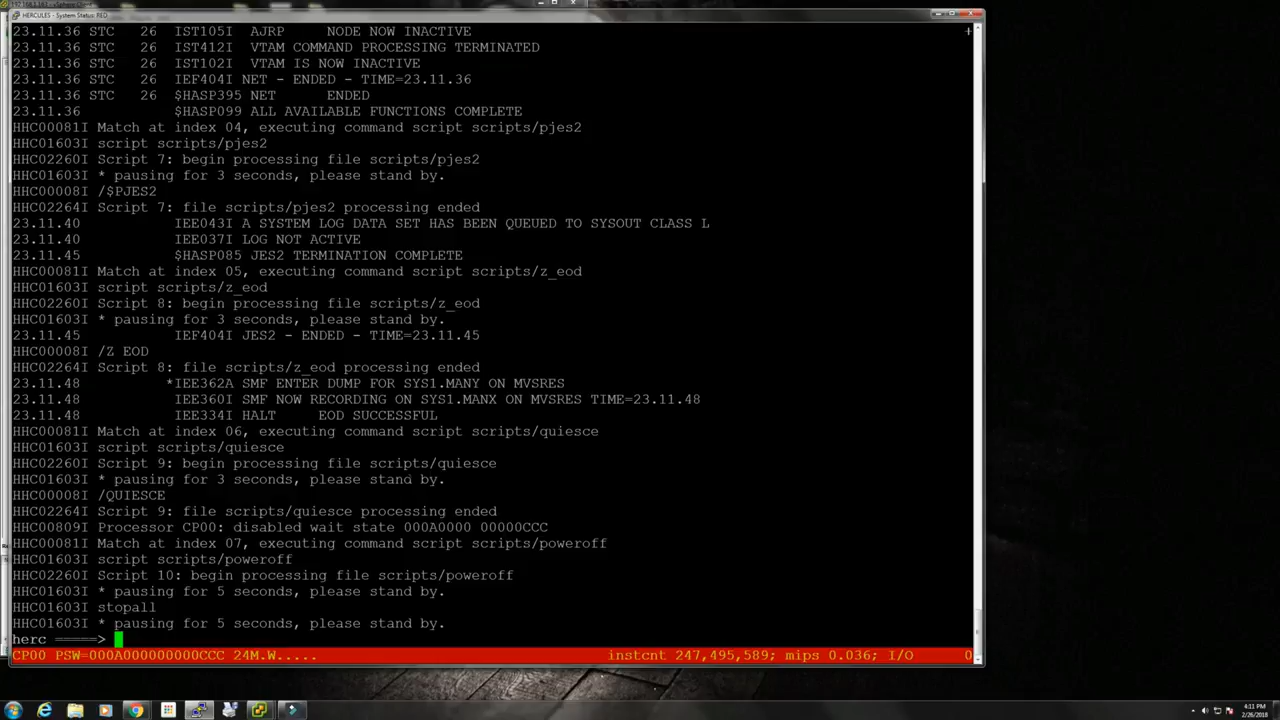 HERCULES - System Status: RED
23.11.36 STC   26  IST105I  AJRP     NODE NOW INACTIVE
23.11.36 STC   26  IST412I  VTAM COMMAND PROCESSING TERMINATED
23.11.36 STC   26  IST102I  VTAM IS NOW INACTIVE
23.11.36 STC   26  IEF404I NET - ENDED - TIME=23.11.36
23.11.36 STC   26  $HASP395 NET      ENDED
23.11.36           $HASP099 ALL AVAILABLE FUNCTIONS COMPLETE
HHC00081I Match at index 04, executing command script scripts/pjes2
HHC01603I script scripts/pjes2
HHC02260I Script 7: begin processing file scripts/pjes2
HHC01603I * pausing for 3 seconds, please stand by.
HHC00008I /$PJES2
HHC02264I Script 7: file scripts/pjes2 processing ended
23.11.40           IEE043I A SYSTEM LOG DATA SET HAS BEEN QUEUED TO SYSOUT CLASS L
23.11.40           IEE037I LOG NOT ACTIVE
23.11.45           $HASP085 JES2 TERMINATION COMPLETE
HHC00081I Match at index 05, executing command script scripts/z_eod
HHC01603I script scripts/z_eod
HHC02260I Script 8: begin processing file scripts/z_eod
HHC01603I * pausing for 3 seconds, please stand by.
23.11.45           IEF404I JES2 - ENDED - TIME=23.11.45
HHC00008I /Z EOD
HHC02264I Script 8: file scripts/z_eod processing ended
23.11.48          *IEE362A SMF ENTER DUMP FOR SYS1.MANY ON MVSRES
23.11.48           IEE360I SMF NOW RECORDING ON SYS1.MANX ON MVSRES TIME=23.11.48
23.11.48           IEE334I HALT     EOD SUCCESSFUL
HHC00081I Match at index 06, executing command script scripts/quiesce
HHC01603I script scripts/quiesce
HHC02260I Script 9: begin processing file scripts/quiesce
HHC01603I * pausing for 3 seconds, please stand by.
HHC00008I /QUIESCE
HHC02264I Script 9: file scripts/quiesce processing ended
HHC00809I Processor CP00: disabled wait state 000A0000 00000CCC
HHC00081I Match at index 07, executing command script scripts/poweroff
HHC01603I script scripts/poweroff
HHC02260I Script 10: begin processing file scripts/poweroff
HHC01603I * pausing for 5 seconds, please stand by.
HHC01603I stopall
HHC01603I * pausing for 5 seconds, please stand by.
herc =====>
CP00 PSW=000A000000000CCC 24M.W.....   instcnt 247,495,589; mips 0.036; I/O      0
4:11 PM
2/26/2018